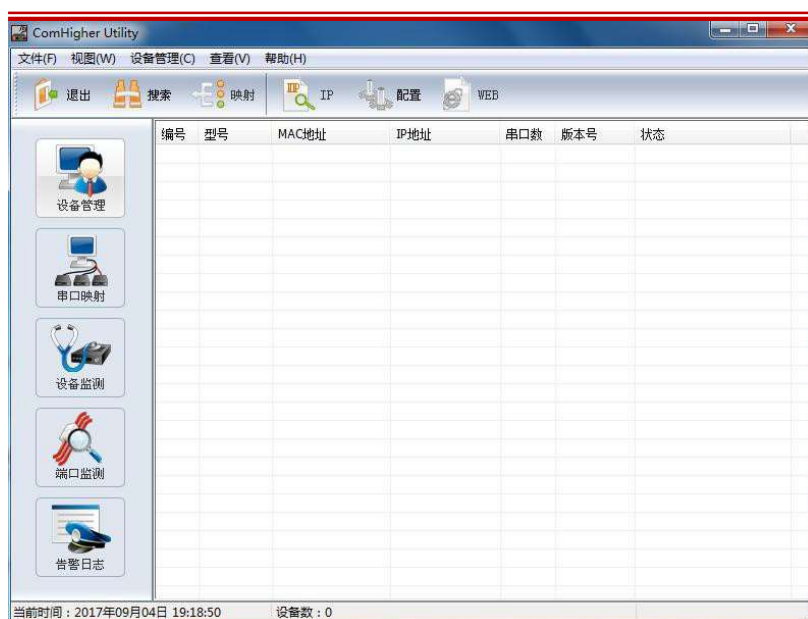 ComHigher Utility
文件(F) 视图(W) 设备管理(C) 查看(V) 帮助(H)
退出 搜索 映射 IP 配置 WEB
编号 型号 MAC地址 IP地址 串口数 版本号 状态
设备管理
串口映射
设备监测
端口监测
告警日志
当前时间：2017年09月04日 19:18:50 设备数：0